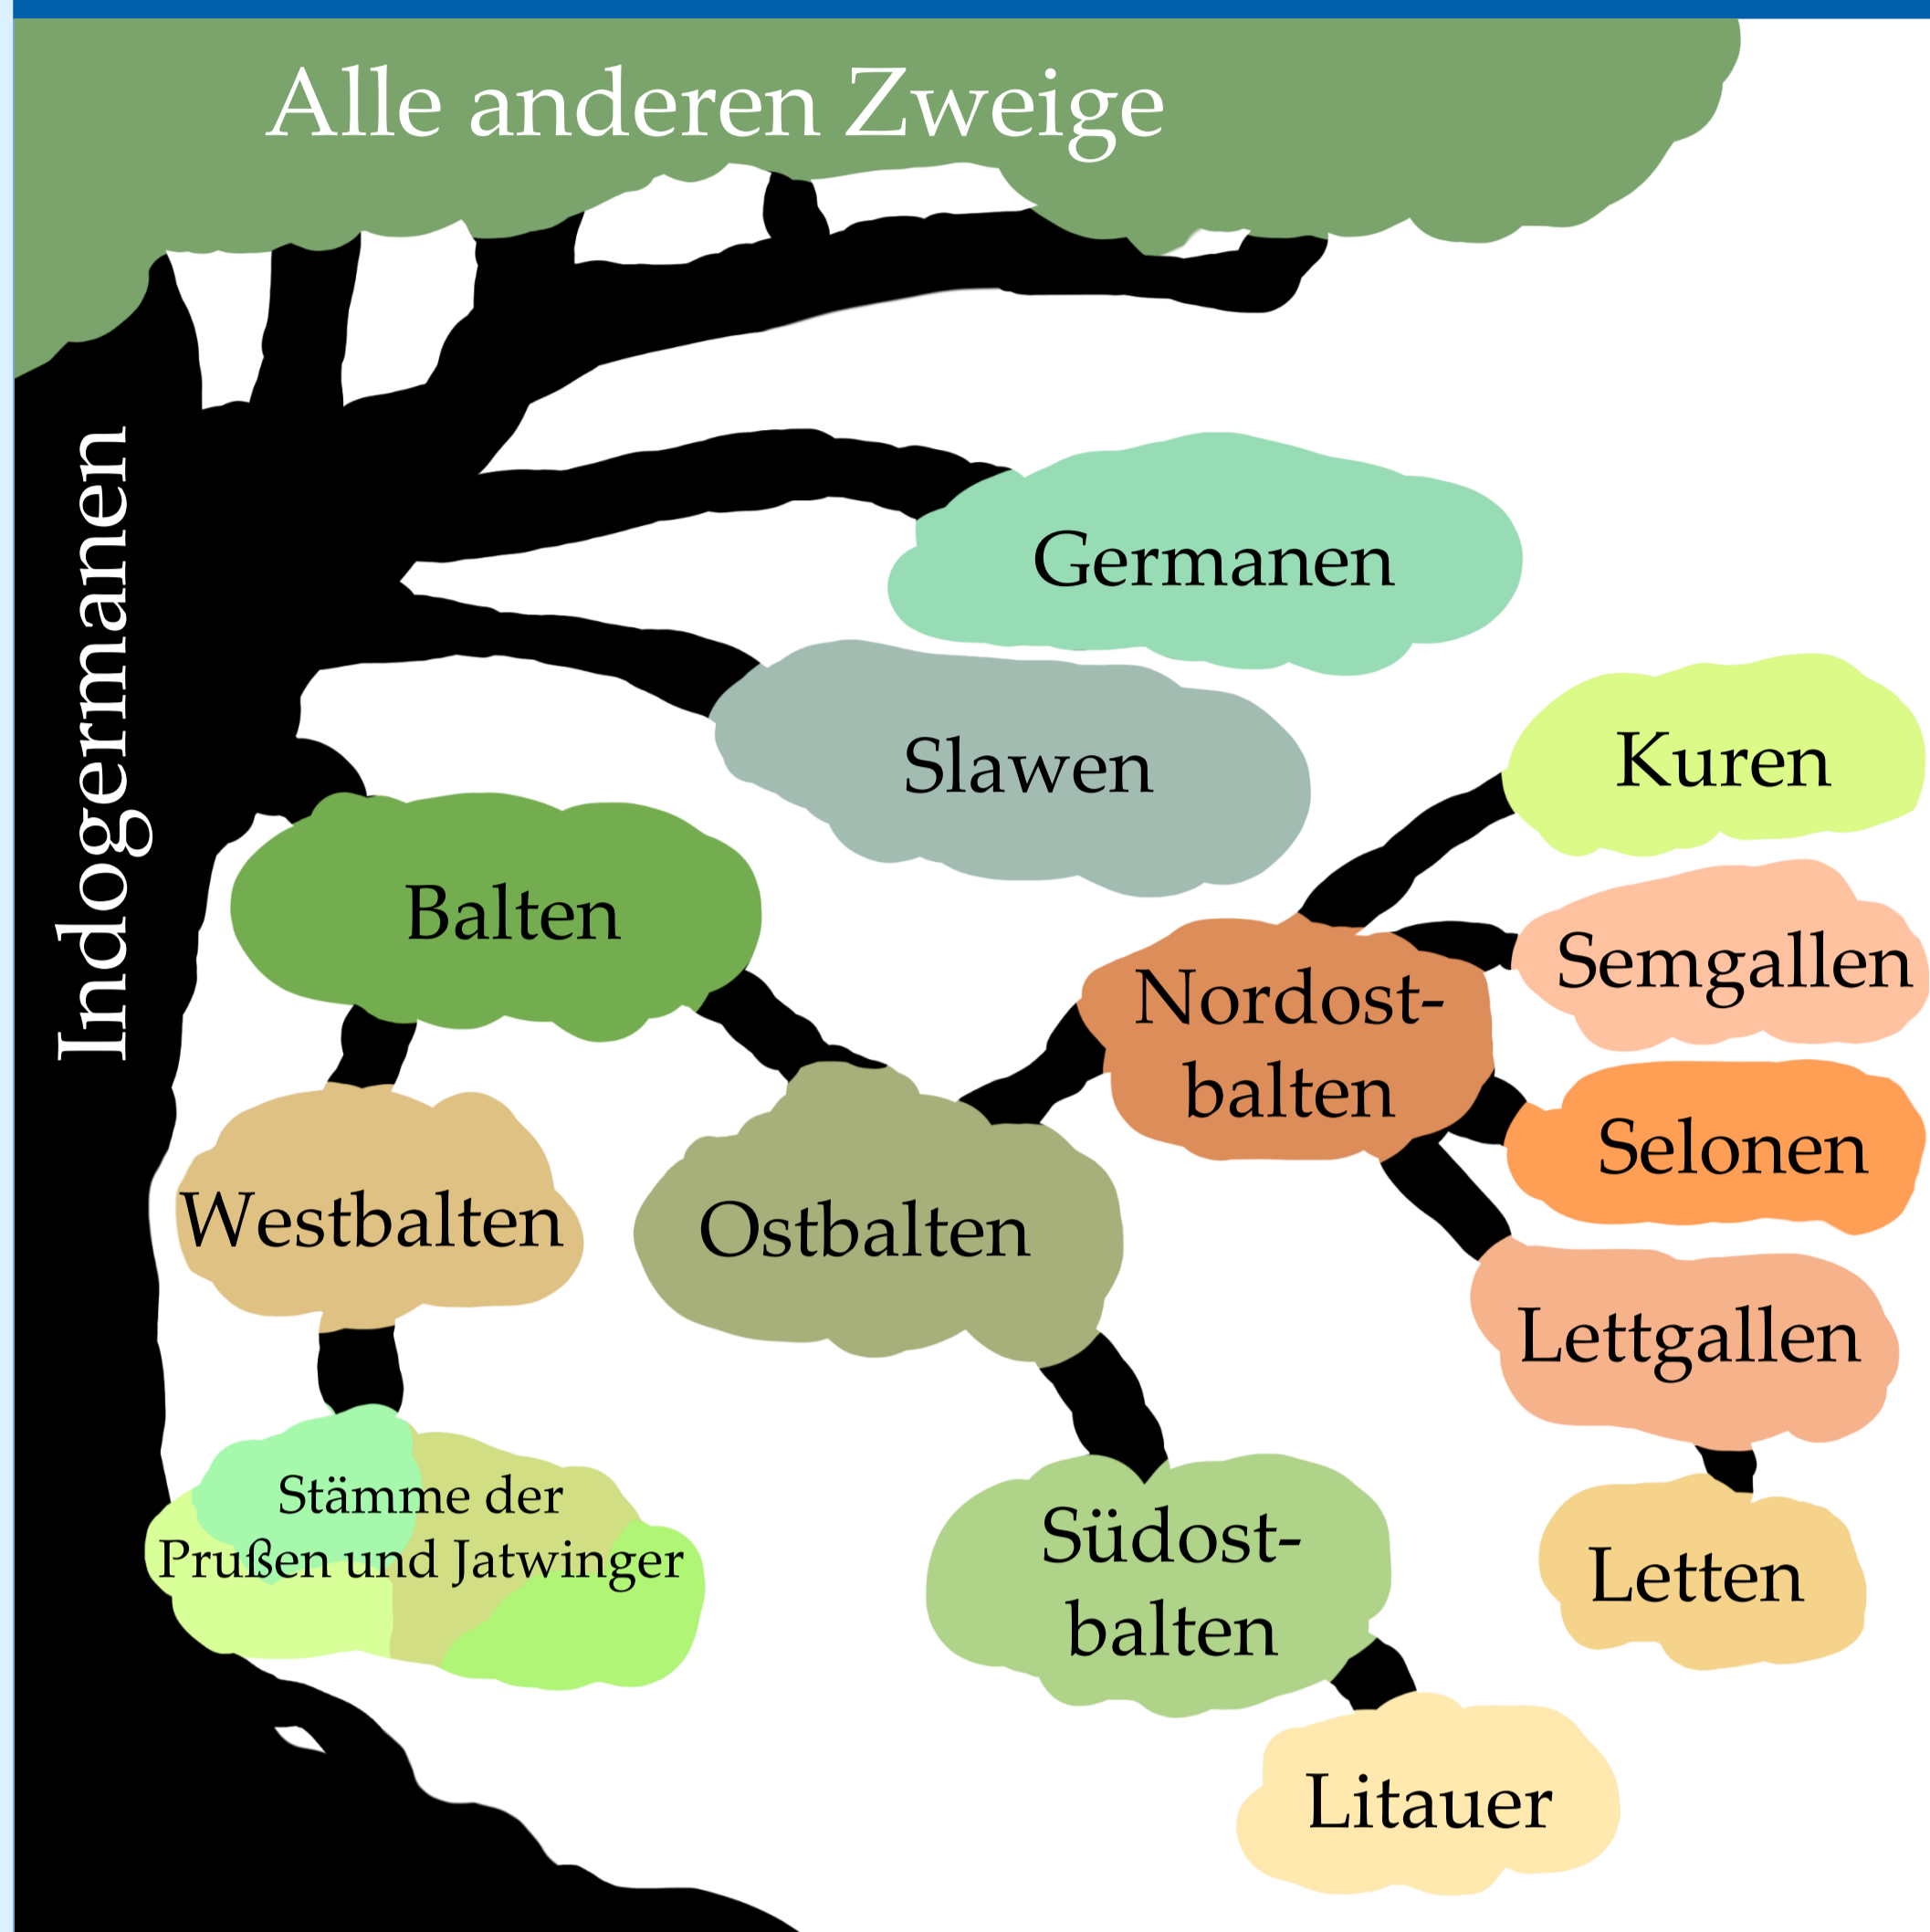 Alle anderen Zweige
Indogermanen
Germanen
Slawen
Kuren
Balten
Semgallen
Nordost-
balten
Selonen
Westbalten
Ostbalten
Lettgallen
Stämme der
Prußen und Jatwinger
Südost-
balten
Letten
Litauer